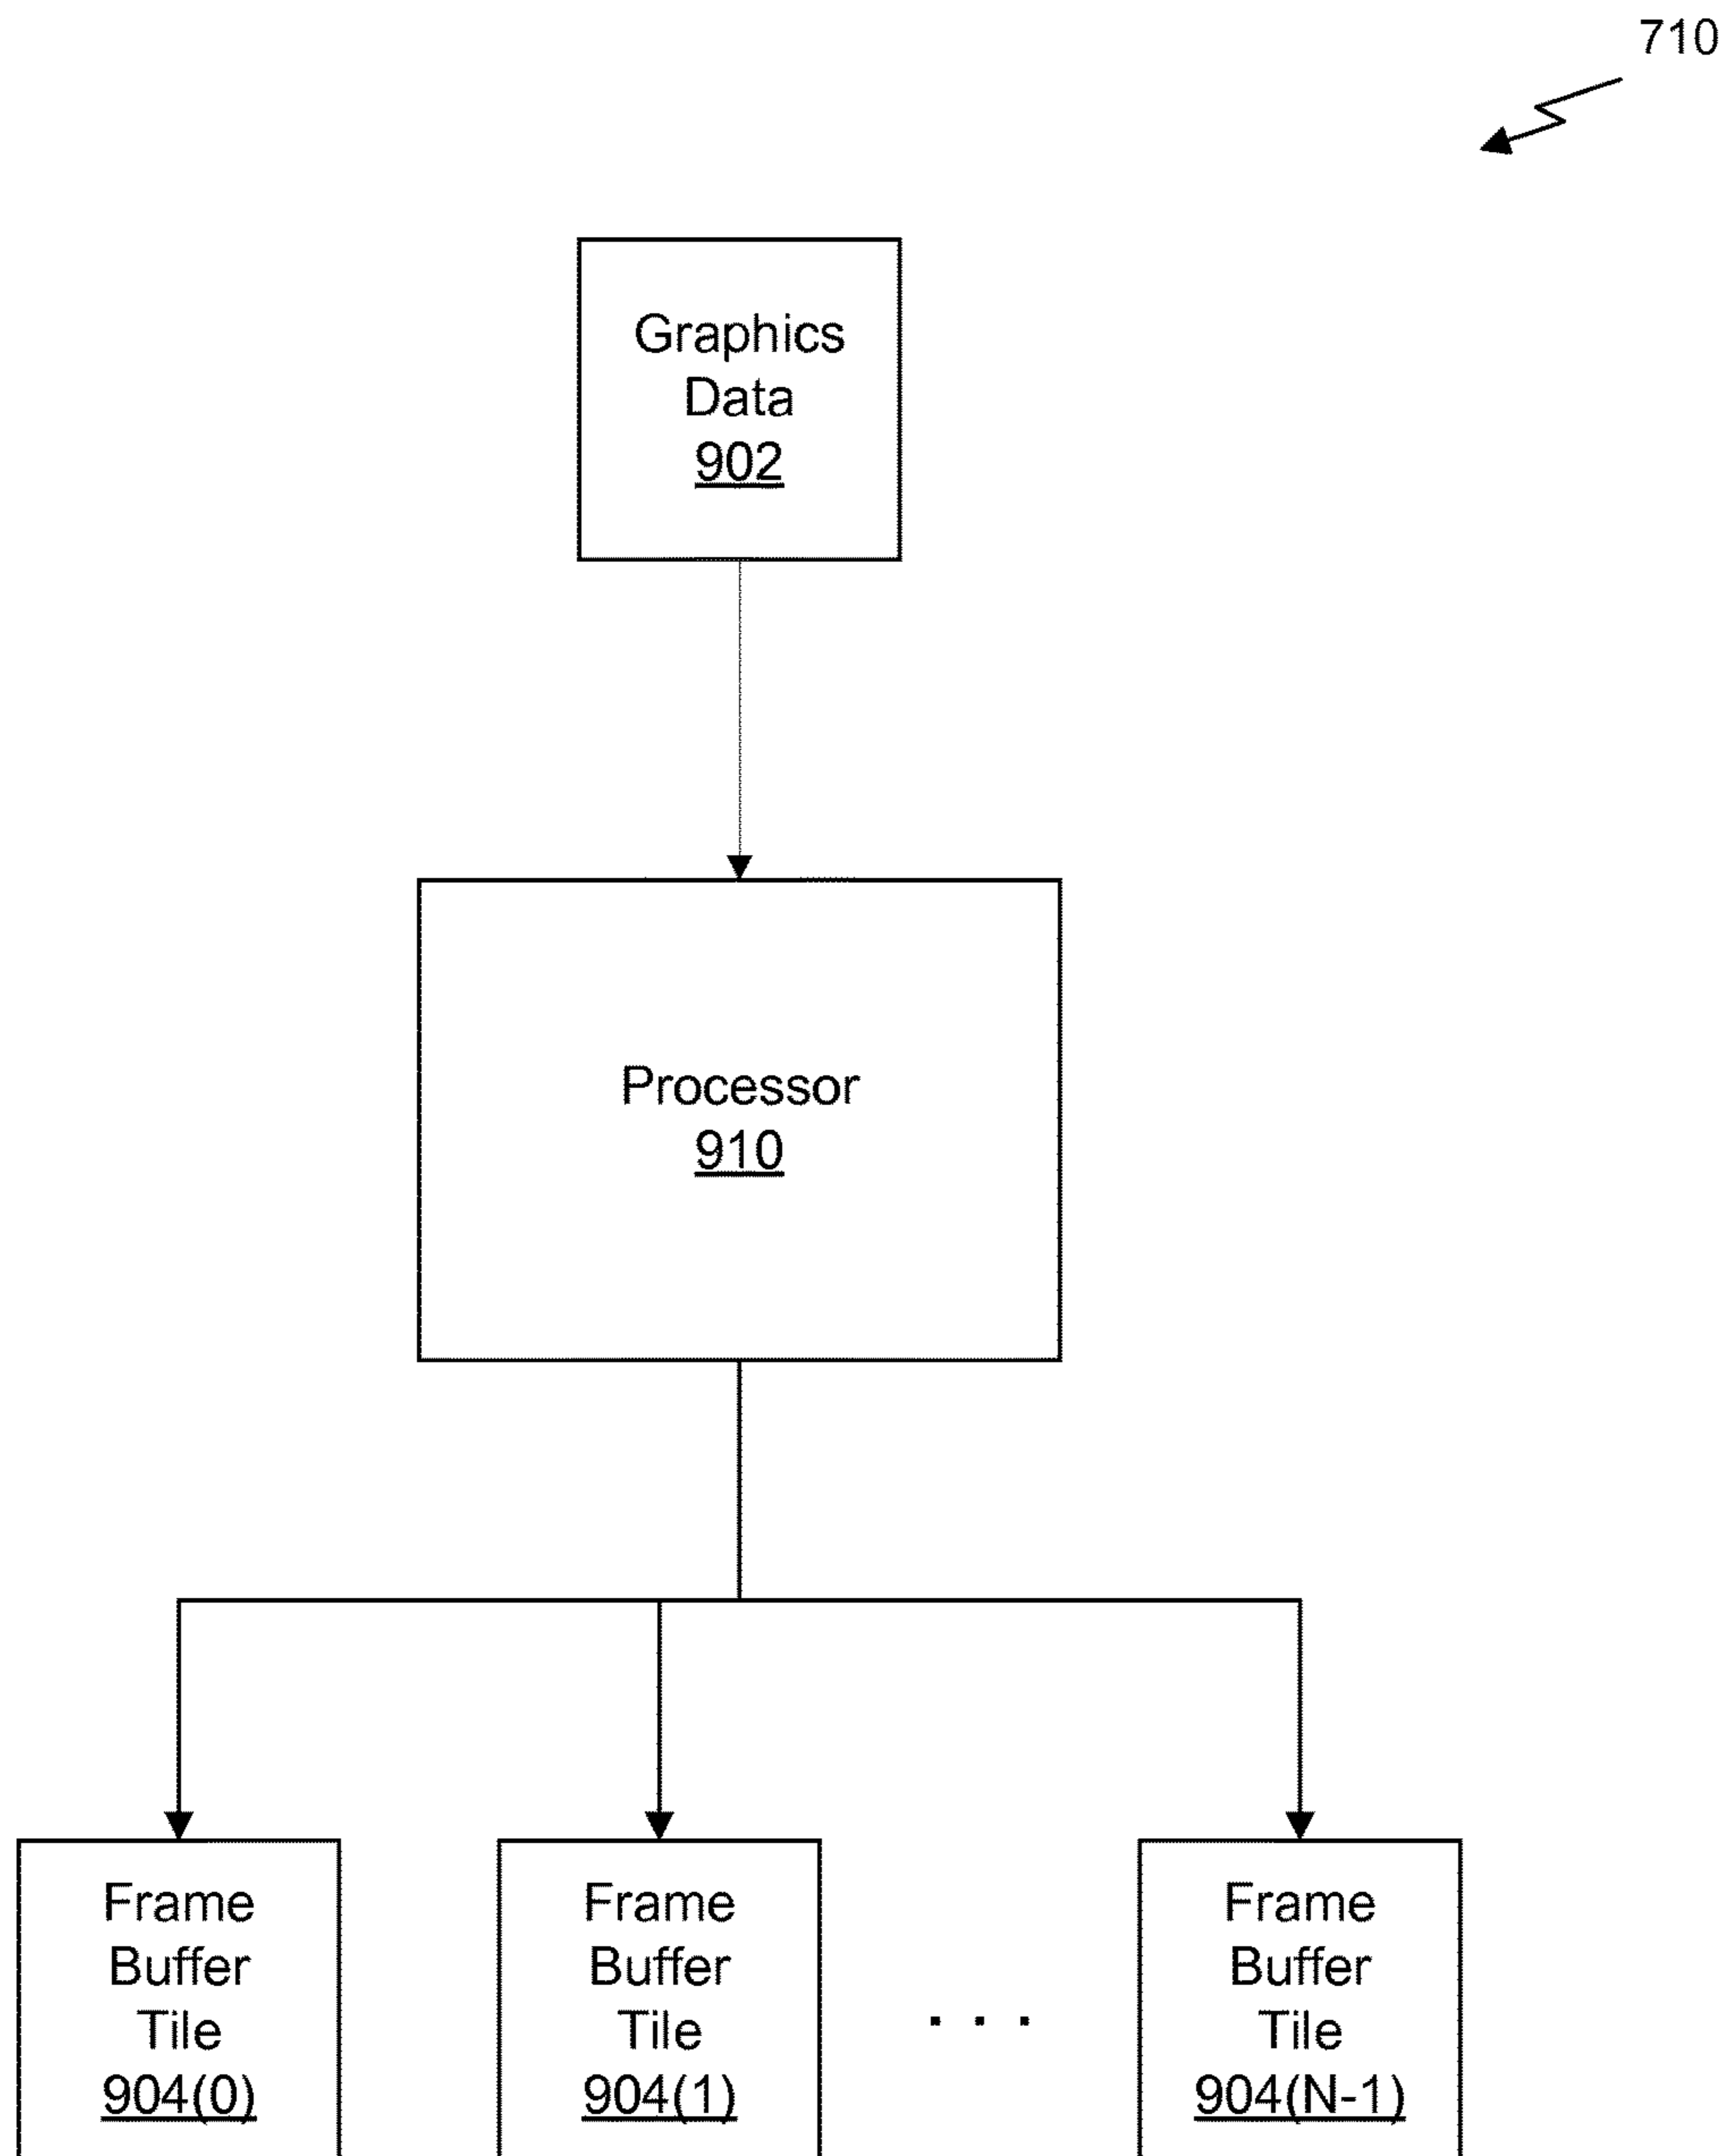 710
Graphics
Data
902
Processor
910
Frame
Buffer
Tile
904(0)
Frame
Buffer
Tile
904(1)
. . .
Frame
Buffer
Tile
904(N-1)